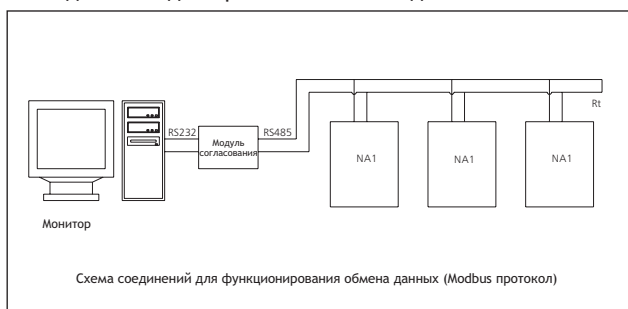 RS232
Модуль
согласования
RS485
Rt
NA1
NA1
NA1
Монитор
Схема соединений для функционирования обмена данных (Modbus протокол)